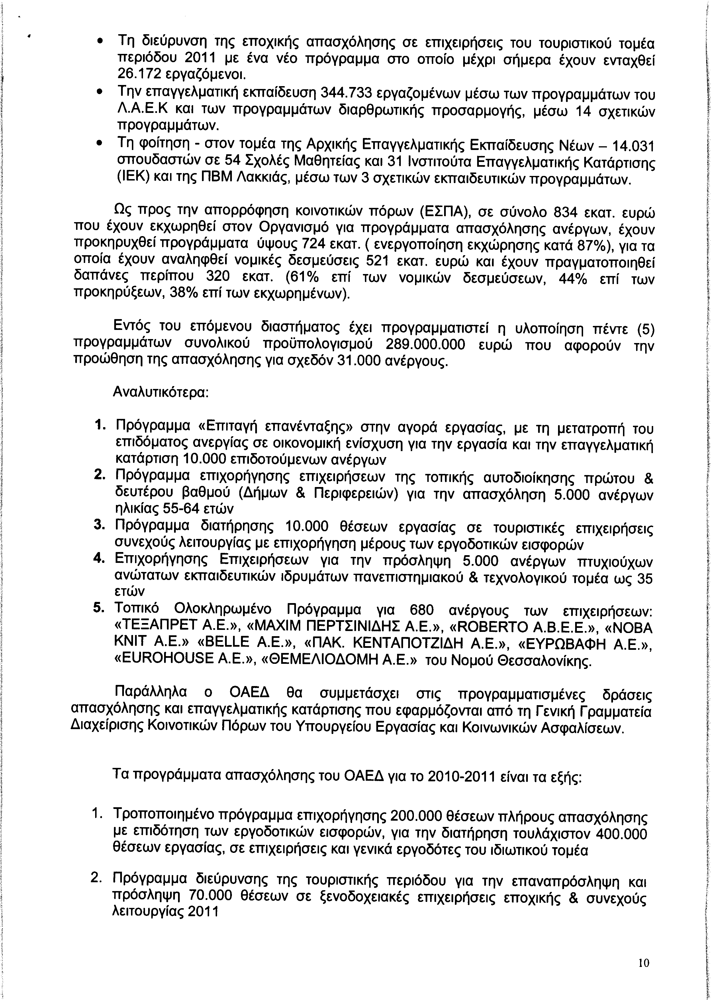 • Τη διεύρυνση της εποχικής απασχόλησης σε επιχειρήσεις του τουριστικού τομέα
περιόδου 2011 με ένα νέο πρόγραμμα στο οποίο μέχρι σήμερα έχουν ενταχθεί
26.172 εργαζόμενοι.
• Την επαγγελματική εκπαίδευση 344.733 εργαζομένων μέσω των προγραμμάτων του
Λ.Α.Ε.Κ και των προγραμμάτων διαρθρωτικής προσαρμογής, μέσω 14 σχετικών
προγραμμάτων.
• Τη φοίτηση - στον τομέα της Αρχικής Επαγγελματικής Εκπαίδευσης Νέων – 14.031
σπουδαστών σε 54 Σχολές Μαθητείας και 31 Ινστιτούτα Επαγγελματικής Κατάρτισης
(ΙΕΚ) και της ΠΒΜ Λακκιάς, μέσω των 3 σχετικών εκπαιδευτικών προγραμμάτων.
Ως προς την απορρόφηση κοινοτικών πόρων (ΕΣΠΑ), σε σύνολο 834 εκατ. ευρώ
που έχουν εκχωρηθεί στον Οργανισμό για προγράμματα απασχόλησης ανέργων, έχουν
προκηρυχθεί προγράμματα ύψους 724 εκατ. ( ενεργοποίηση εκχώρησης κατά 87%), για τα
οποία έχουν αναληφθεί νομικές δεσμεύσεις 521 εκατ. ευρώ και έχουν πραγματοποιηθεί
δαπάνες περίπου 320 εκατ. (61% επί των νομικών δεσμεύσεων, 44% επί των
προκηρύξεων, 38% επί των εκχωρημένων).
Εντός του επόμενου διαστήματος έχει προγραμματιστεί η υλοποίηση πέντε (5)
προγραμμάτων συνολικού προϋπολογισμού 289.000.000 ευρώ που αφορούν την
προώθηση της απασχόλησης για σχεδόν 31.000 ανέργους.
Αναλυτικότερα:
1. Πρόγραμμα «Επιταγή επανένταξης» στην αγορά εργασίας, με τη μετατροπή του
επιδόματος ανεργίας σε οικονομική ενίσχυση για την εργασία και την επαγγελματική
κατάρτιση 10.000 επιδοτούμενων ανέργων
2. Πρόγραμμα επιχορήγησης επιχειρήσεων της τοπικής αυτοδιοίκησης πρώτου &
δευτέρου βαθμού (Δήμων & Περιφερειών) για την απασχόληση 5.000 ανέργων
ηλικίας 55-64 ετών
3. Πρόγραμμα διατήρησης 10.000 θέσεων εργασίας σε τουριστικές επιχειρήσεις
συνεχούς λειτουργίας με επιχορήγηση μέρους των εργοδοτικών εισφορών
4. Επιχορήγησης Επιχειρήσεων για την πρόσληψη 5.000 ανέργων πτυχιούχων
ανώτατων εκπαιδευτικών ιδρυμάτων πανεπιστημιακού & τεχνολογικού τομέα ως 35
ετών
5. Τοπικό Ολοκληρωμένο Πρόγραμμα για 680 ανέργους των επιχειρήσεων:
«ΤΕΞΑΠΡΕΤ Α.Ε.», «ΜΑΧΙΜ ΠΕΡΤΣΙΝΙΔΗΣ Α.Ε.», «ROBERTO Α.Β.Ε.Ε.», «ΝΟΒΑ
ΚΝΙΤ Α.Ε.» «BELLE Α.Ε.», «ΠΑΚ. ΚΕΝΤΑΠΟΤΖΙΔΗ Α.Ε.», «ΕΥΡΩΒΑΦΗ Α.Ε.»,
«EUROHOUSE Α.Ε.», «ΘΕΜΕΛΙΟΔΟΜΗ Α.Ε.» του Νομού Θεσσαλονίκης.
Παράλληλα ο ΟΑΕΔ θα συμμετάσχει στις προγραμματισμένες δράσεις
απασχόλησης και επαγγελματικής κατάρτισης που εφαρμόζονται από τη Γενική Γραμματεία
Διαχείρισης Κοινοτικών Πόρων του Υπουργείου Εργασίας και Κοινωνικών Ασφαλίσεων.
Τα προγράμματα απασχόλησης του ΟΑΕΔ για το 2010-2011 είναι τα εξής:
1. Τροποποιημένο πρόγραμμα επιχορήγησης 200.000 θέσεων πλήρους απασχόλησης
με επιδότηση των εργοδοτικών εισφορών, για την διατήρηση τουλάχιστον 400.000
θέσεων εργασίας, σε επιχειρήσεις και γενικά εργοδότες του ιδιωτικού τομέα
2. Πρόγραμμα διεύρυνσης της τουριστικής περιόδου για την επαναπρόσληψη και
πρόσληψη 70.000 θέσεων σε ξενοδοχειακές επιχειρήσεις εποχικής & συνεχούς
λειτουργίας 2011
10